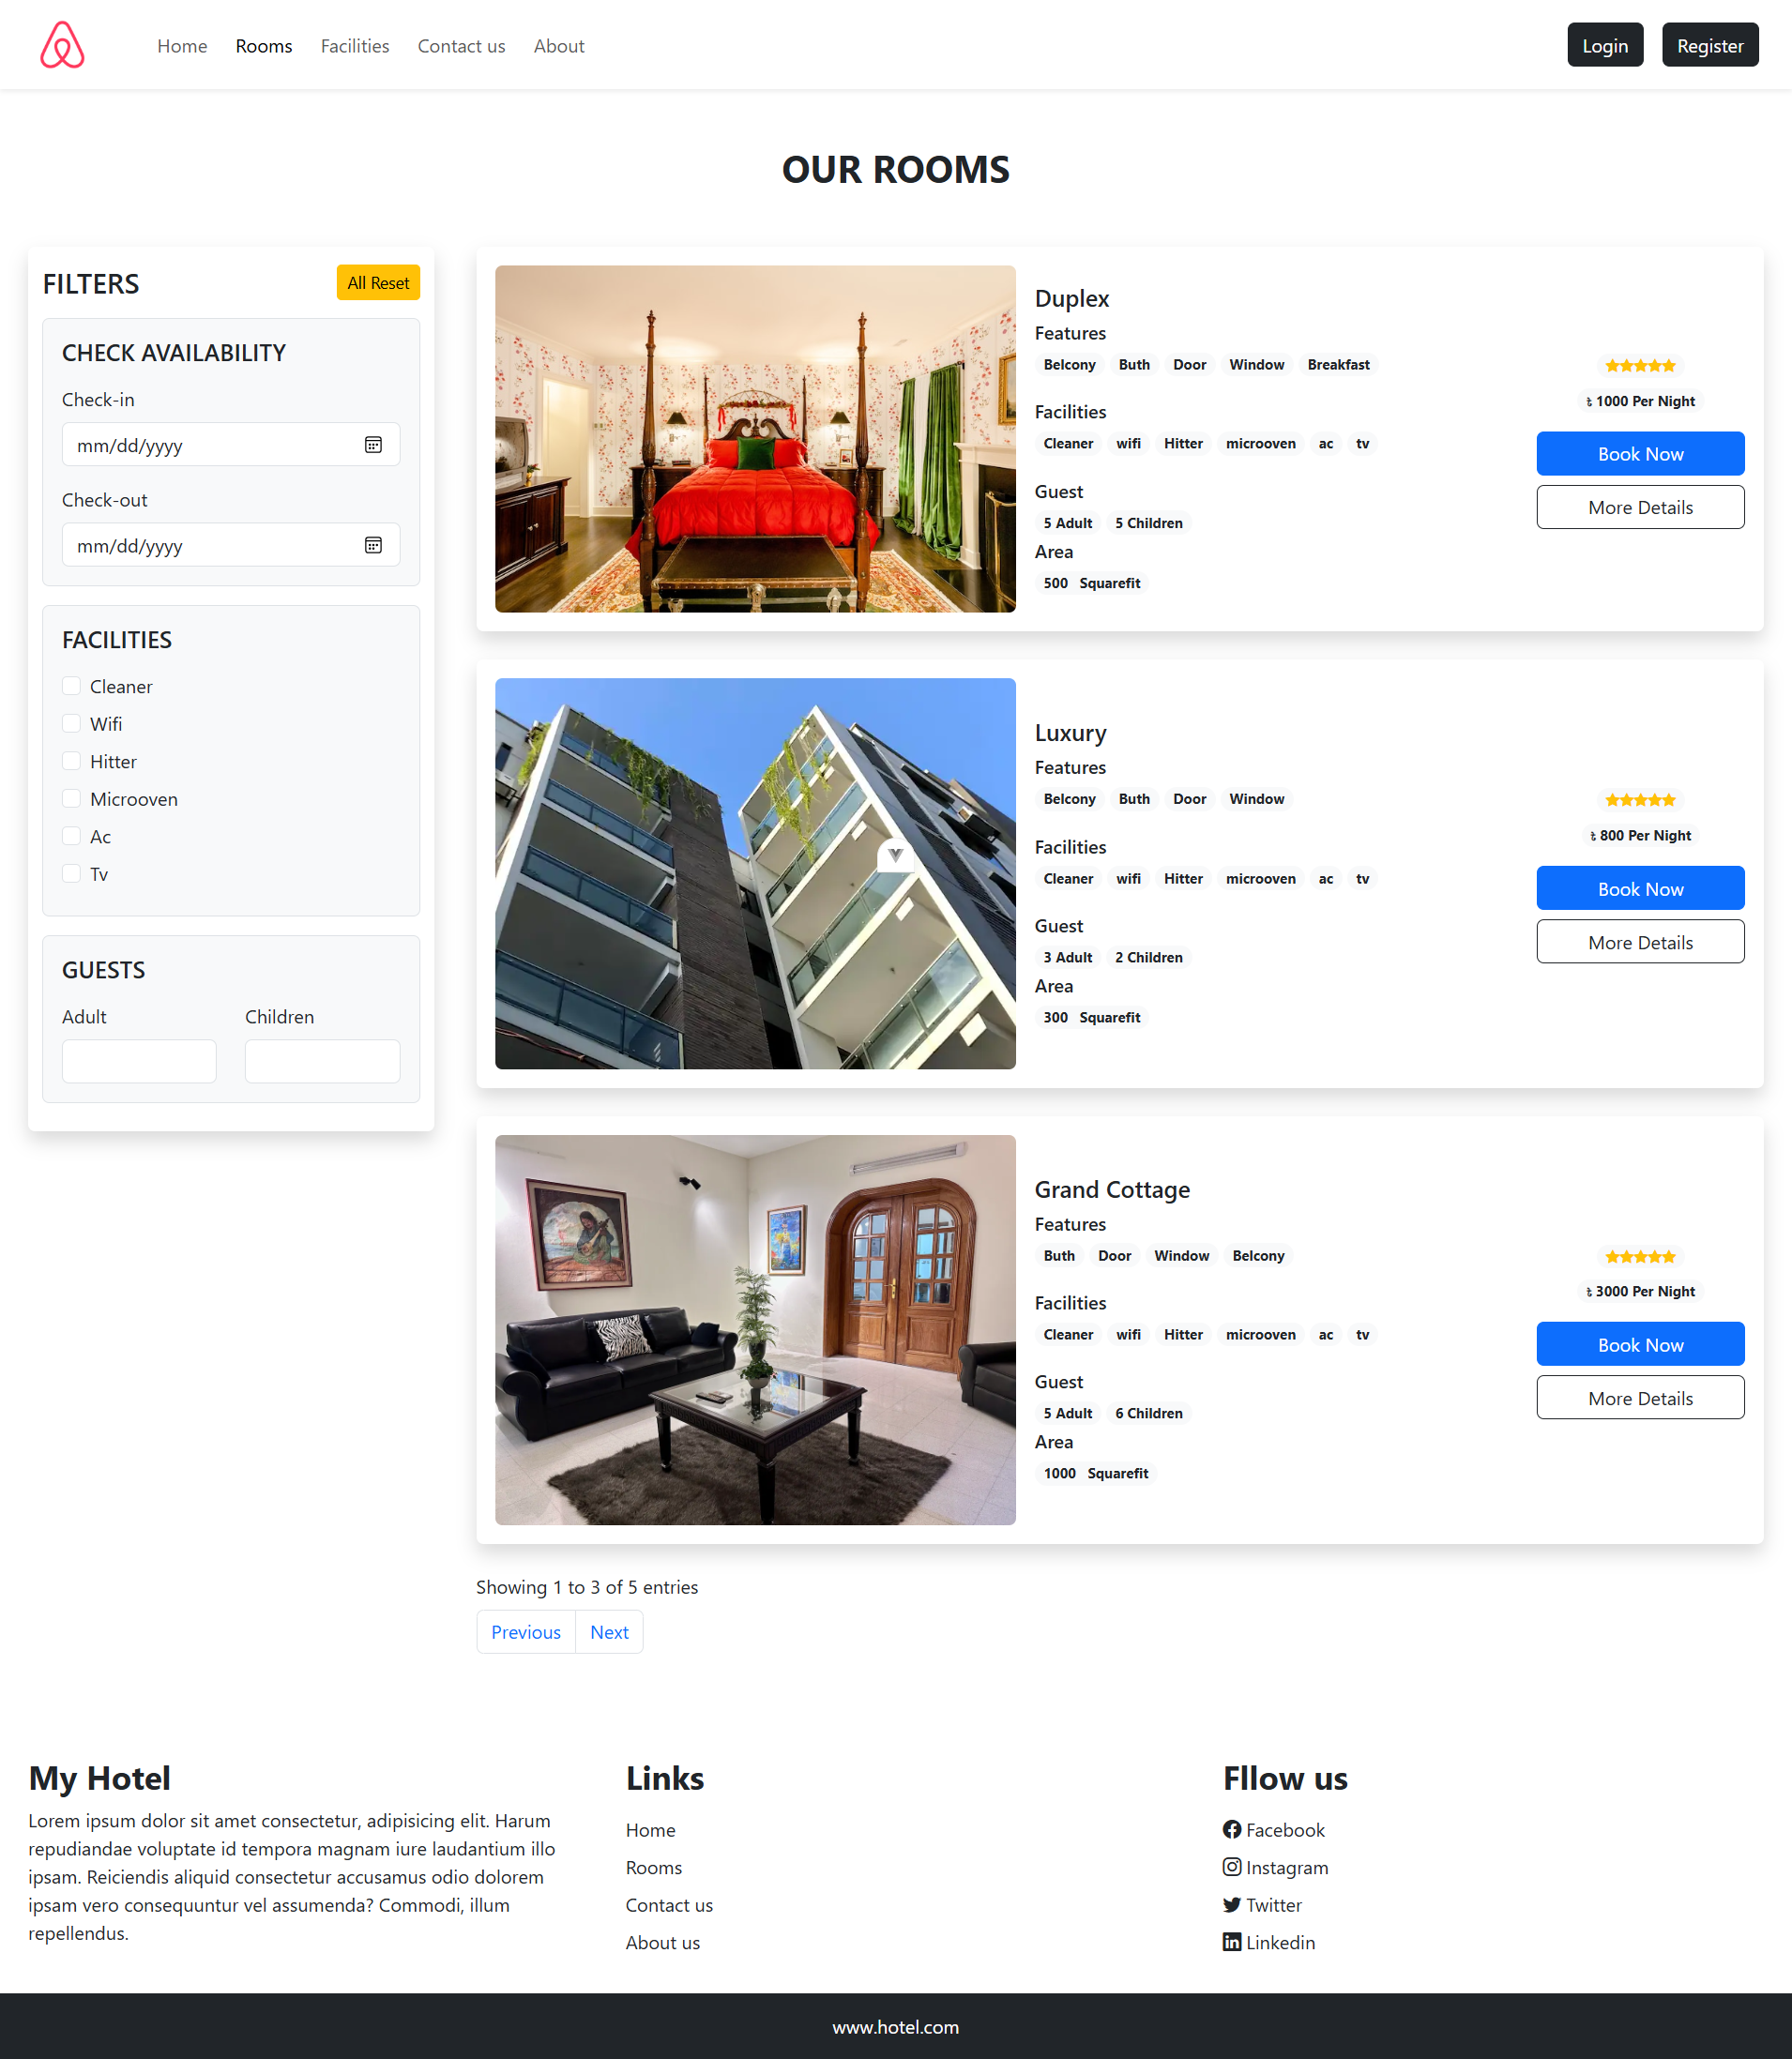 Home Rooms Facilities Contact us About Login Register
OUR ROOMS
FILTERS All Reset
CHECK AVAILABILITY
Check-in
mm/dd/yyyy
Check-out
mm/dd/yyyy
FACILITIES
Cleaner
Wifi
Hitter
Microoven
Ac
Tv
GUESTS
Adult Children
Duplex
Features
Belcony Buth Door Window Breakfast
Facilities
Cleaner wifi Hitter microoven ac tv
Guest
5 Adult 5 Children
Area
500 Squarefit
৳ 1000 Per Night
Book Now
More Details
Luxury
Features
Belcony Buth Door Window
Facilities
Cleaner wifi Hitter microoven ac tv
Guest
3 Adult 2 Children
Area
300 Squarefit
৳ 800 Per Night
Book Now
More Details
Grand Cottage
Features
Buth Door Window Belcony
Facilities
Cleaner wifi Hitter microoven ac tv
Guest
5 Adult 6 Children
Area
1000 Squarefit
৳ 3000 Per Night
Book Now
More Details
Showing 1 to 3 of 5 entries
Previous Next
My Hotel
Lorem ipsum dolor sit amet consectetur, adipisicing elit. Harum
repudiandae voluptate id tempora magnam iure laudantium illo
ipsam. Reiciendis aliquid consectetur accusamus odio dolorem
ipsam vero consequuntur vel assumenda? Commodi, illum
repellendus.
Links
Home
Rooms
Contact us
About us
Fllow us
Facebook
Instagram
Twitter
Linkedin
www.hotel.com